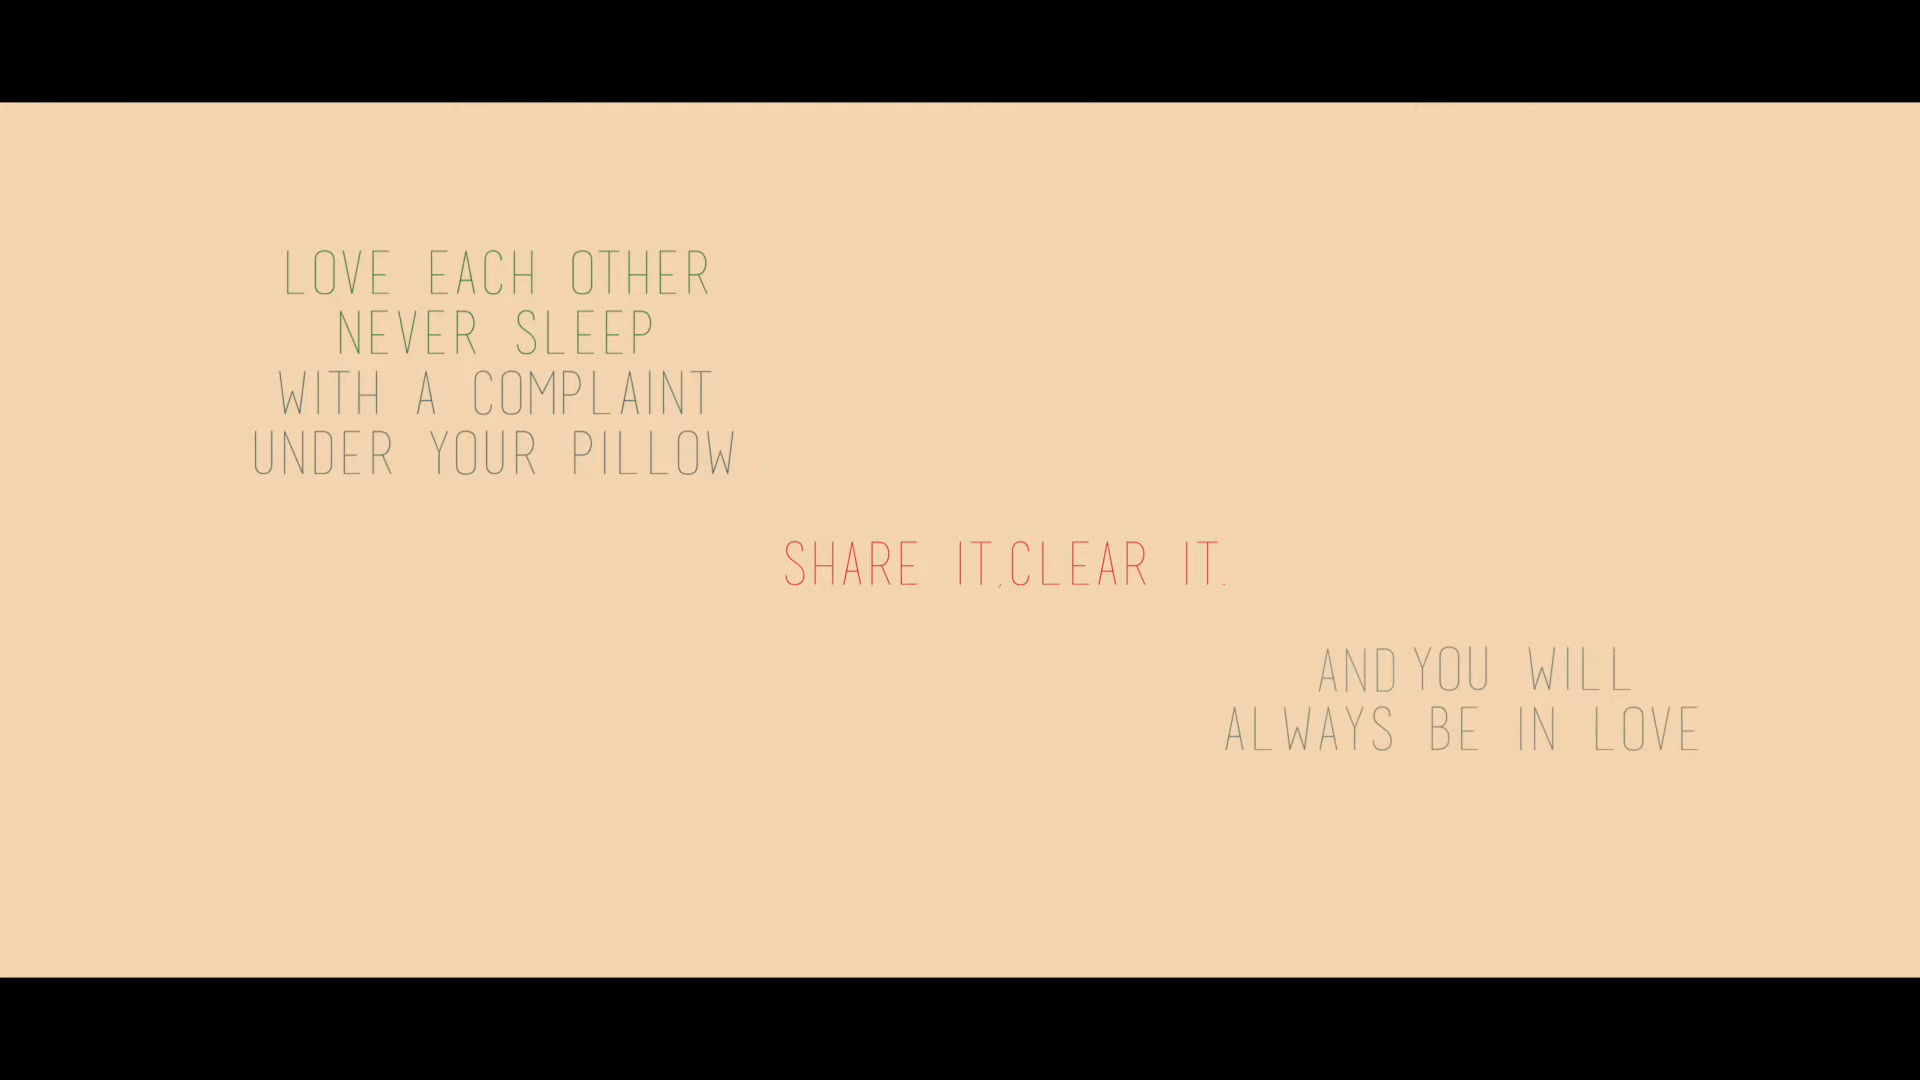 LOVE EACH OTHER
NEVER SLEEP
WITH A COMPLAINT
UNDER YOUR PILLOW
SHARE IT,CLEAR IT.
AND YOU WILL
ALWAYS BE IN LOVE